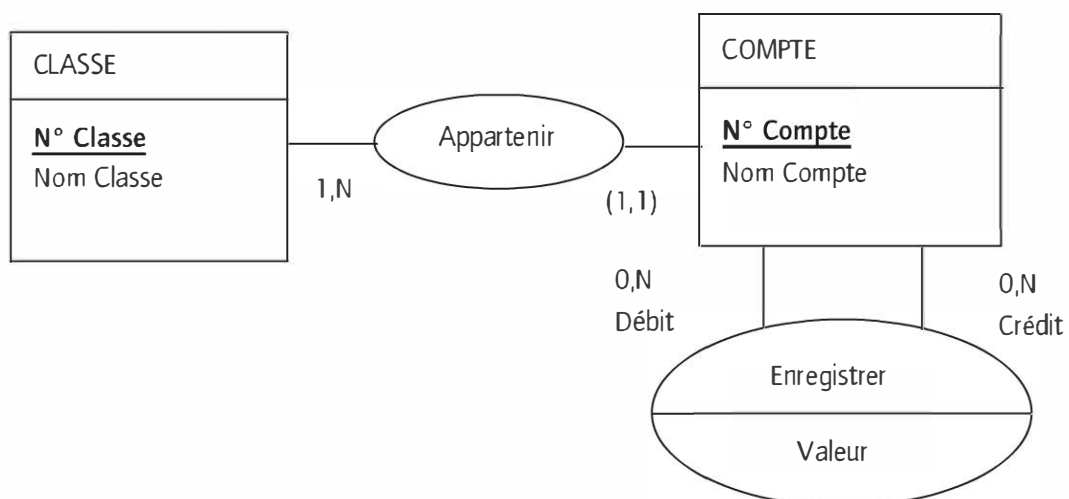 CLASSE
N° Classe
Nom Classe
1,N
Appartenir
(1,1)
COMPTE
N° Compte
Nom Compte
0,N
Débit
0,N
Crédit
Enregistrer
Valeur